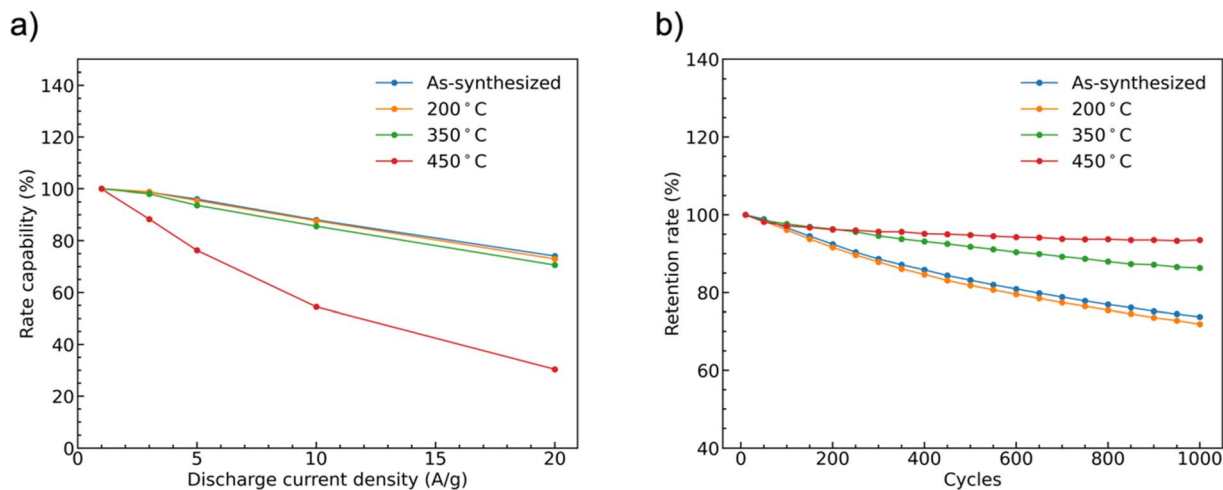 a)
Rate capability (%)
140
120
100
80
60
40
20
0
As-synthesized
200°C
350°C
450°C
5
10
15
20
Discharge current density (A/g)
b)
Retention rate (%)
140
120
100
80
60
40
As-synthesized
200°C
350°C
450°C
0
200
400
600
800
1000
Cycles